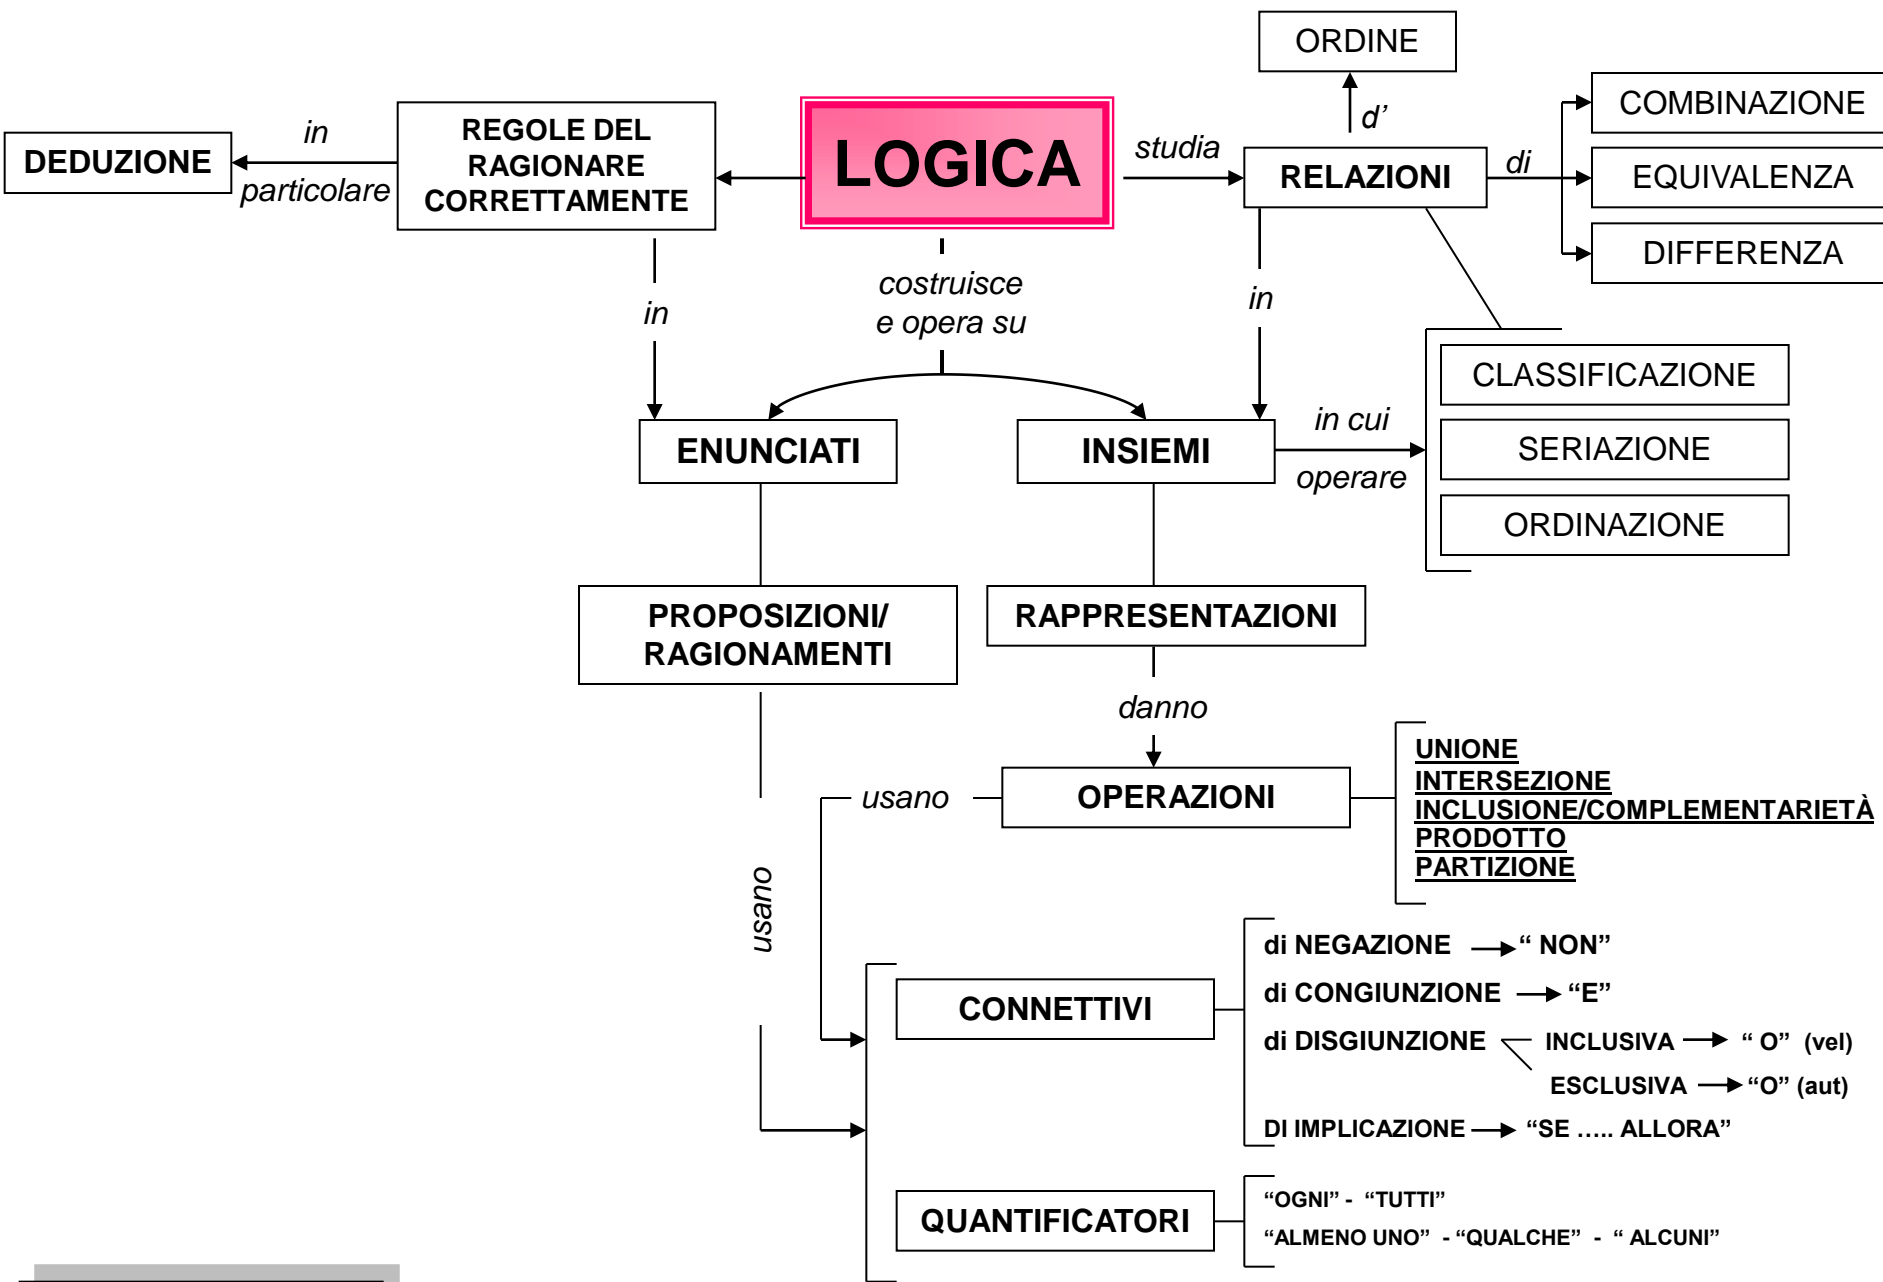 ORDINE
d’
DEDUZIONE
in
particolare
REGOLE DEL
RAGIONARE
CORRETTAMENTE
LOGICA
studia
RELAZIONI
di
COMBINAZIONE
EQUIVALENZA
DIFFERENZA
in
costruisce
e opera su
in
ENUNCIATI
INSIEMI
in cui
operare
CLASSIFICAZIONE
SERIAZIONE
ORDINAZIONE
PROPOSIZIONI/
RAGIONAMENTI
RAPPRESENTAZIONI
danno
usano
OPERAZIONI
UNIONE
INTERSEZIONE
INCLUSIONE/COMPLEMENTARIETÀ
PRODOTTO
PARTIZIONE
usano
CONNETTIVI
di NEGAZIONE “ NON”
di CONGIUNZIONE “E”
di DISGIUNZIONE INCLUSIVA “ O” (vel)
ESCLUSIVA “O” (aut)
DI IMPLICAZIONE “SE ..... ALLORA”
QUANTIFICATORI
“OGNI” - “TUTTI”
“ALMENO UNO” - “QUALCHE” - “ ALCUNI”